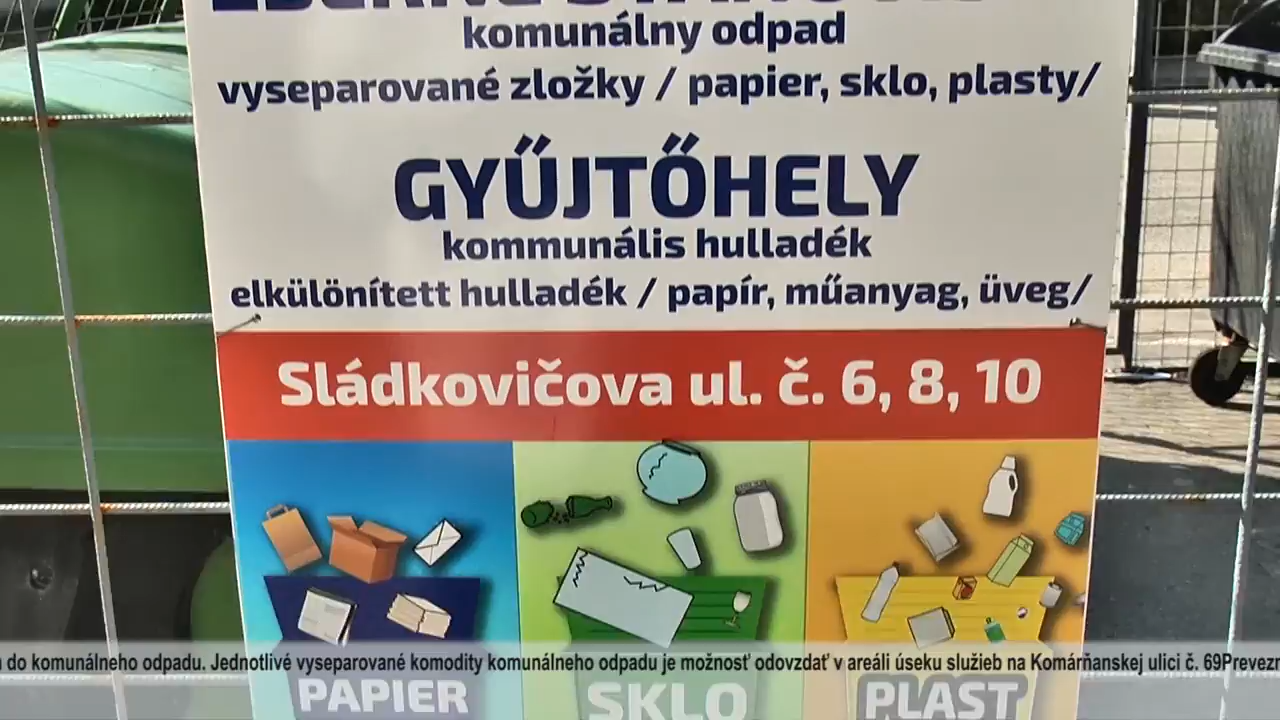 komunálny odpad
vyseparované zložky / papier, sklo, plasty/
GYŰJTŐHELY
kommunális hulladék
elkülönített hulladék / papír, műanyag, üveg/
Sládkovičova ul. č. 6, 8, 10
do komunálneho odpadu. Jednotlivé vyseparované komodity komunálneho odpadu je možnosť odovzdať v areáli úseku služieb na Komárňanskej ulici č. 69Prevezn
PAPIER SKLO PLAST